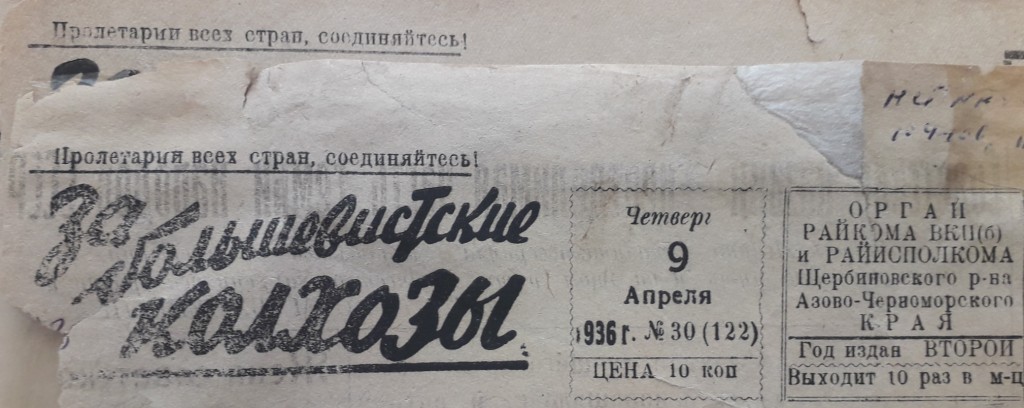 Пролетарии всех стран, соединяйтесь!
Пролетарии всех стран, соединяйтесь!
За
большевистские
колхозы
Четверг
9
Апреля
1936 г. № 30 (122)
ЦЕНА 10 коп
ОРГАН
РАЙКОМА ВКП(б)
и РАЙИСПОЛКОМА
Щербиновского р-на
Азово-Черноморского
КРАЯ
Год издан ВТОРОЙ
Выходит 10 раз в м-ц